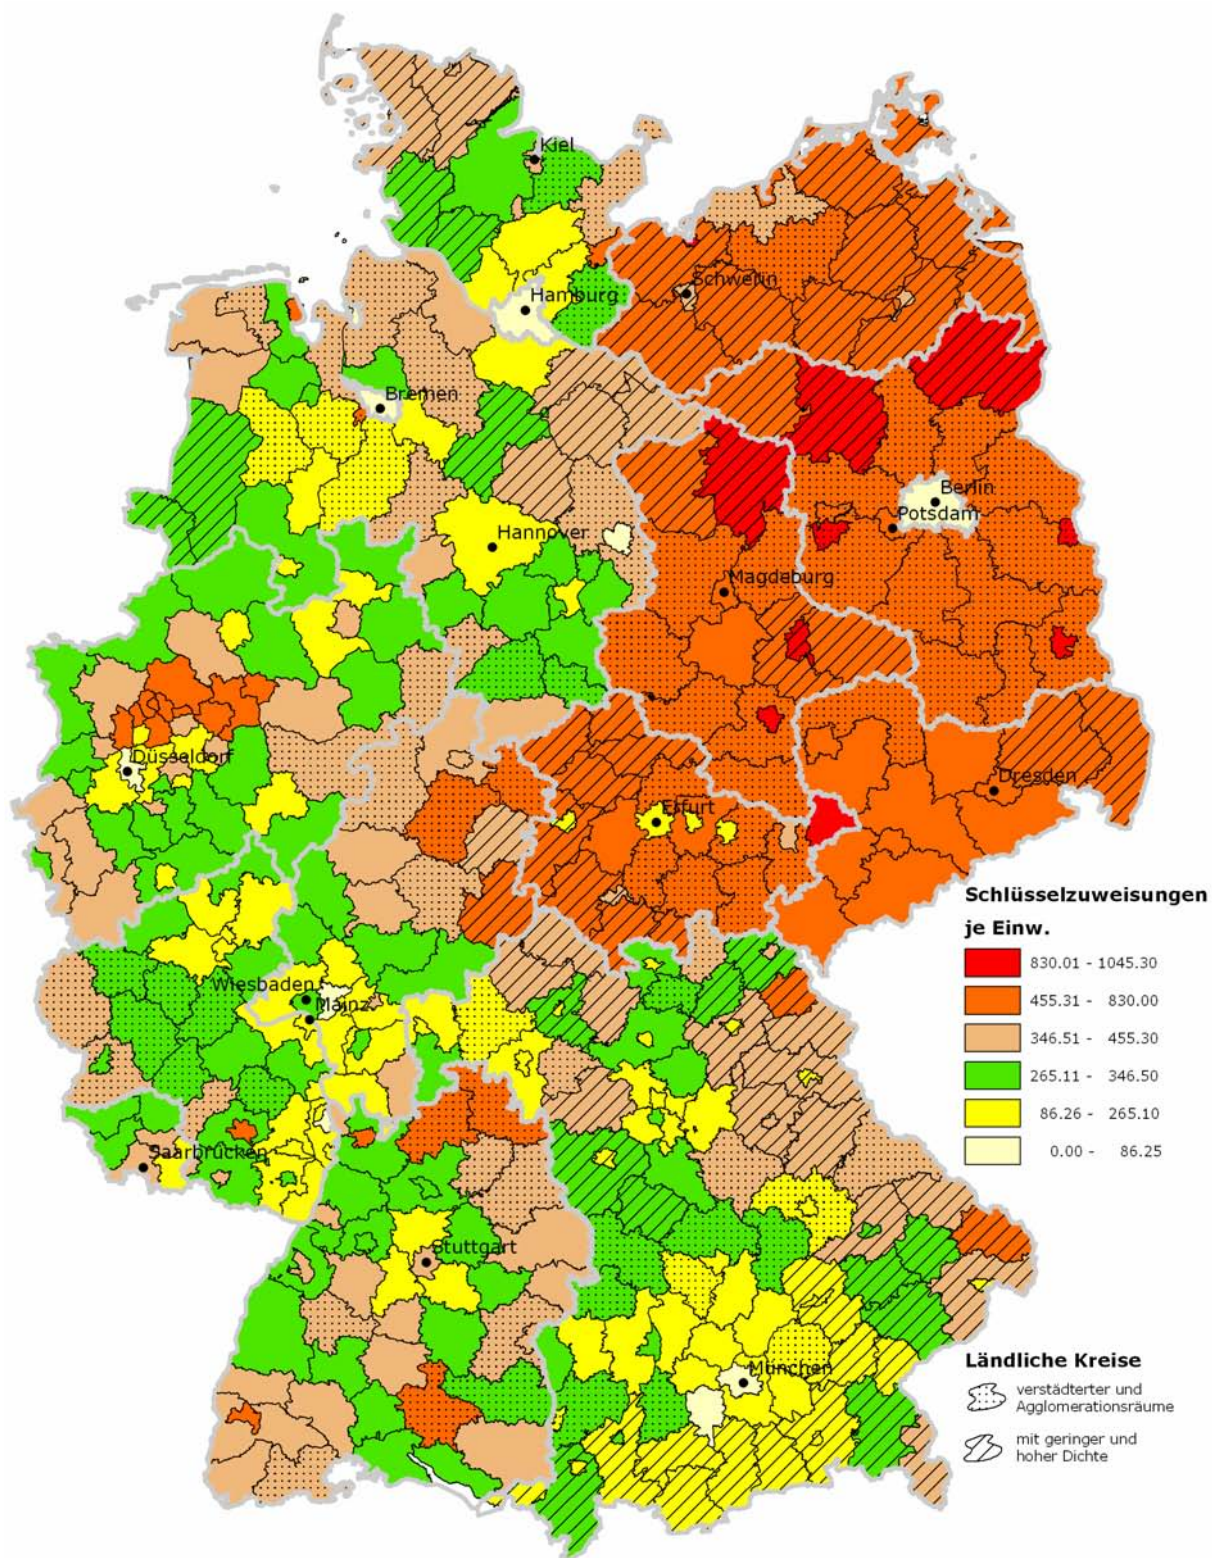 Kiel
Hamburg
Schwerin
Bremen
Berlin
Potsdam
Hannover
Magdeburg
Düsseldorf
Dresden
Erfurt
Wiesbaden
Mainz
Saarbrücken
Stuttgart
München
Schlüsselzuweisungen
je Einw.
830.01 - 1045.30
455.31 - 830.00
346.51 - 455.30
265.11 - 346.50
86.26 - 265.10
0.00 - 86.25
Ländliche Kreise
verstädterter und
Agglomerationsräume
mit geringer und
hoher Dichte